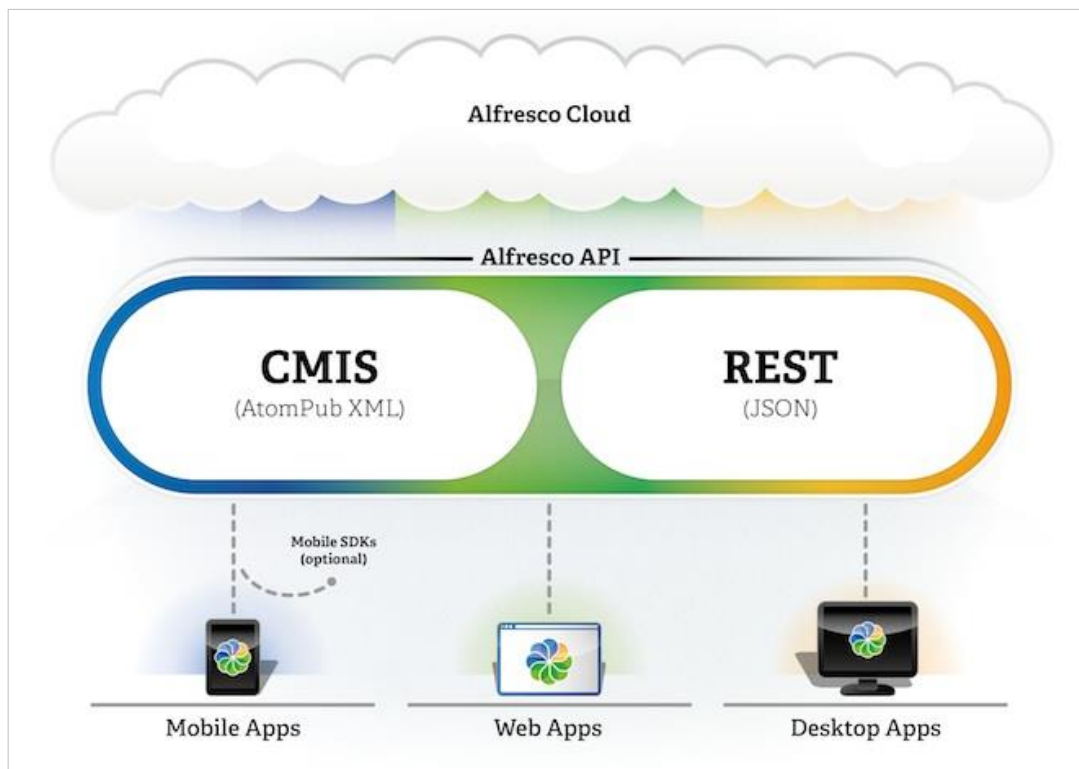 Alfresco Cloud
Alfresco API
CMIS
(AtomPub XML)
REST
(JSON)
Mobile SDKs
(optional)
Mobile Apps
Web Apps
Desktop Apps